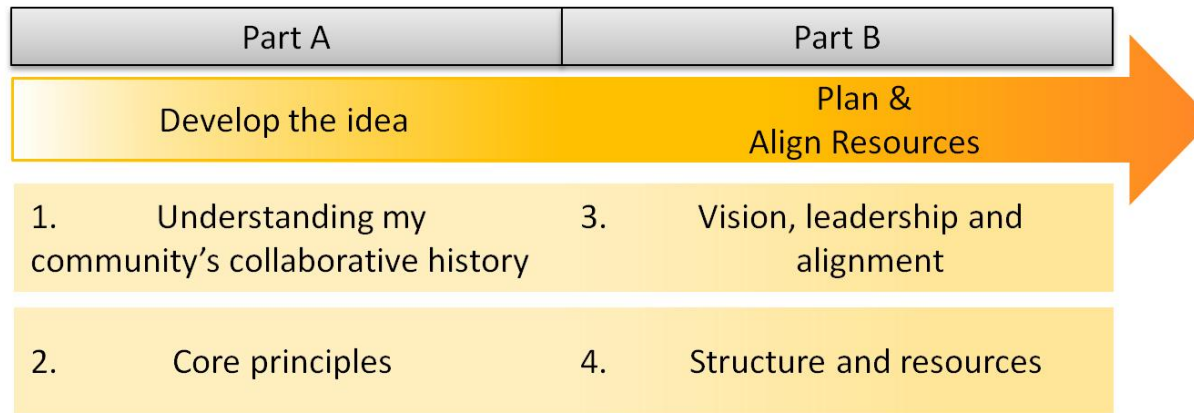 Part A
Part B
Develop the idea
Plan &
Align Resources
1. Understanding my
community’s collaborative history
3. Vision, leadership and
alignment
2. Core principles
4. Structure and resources